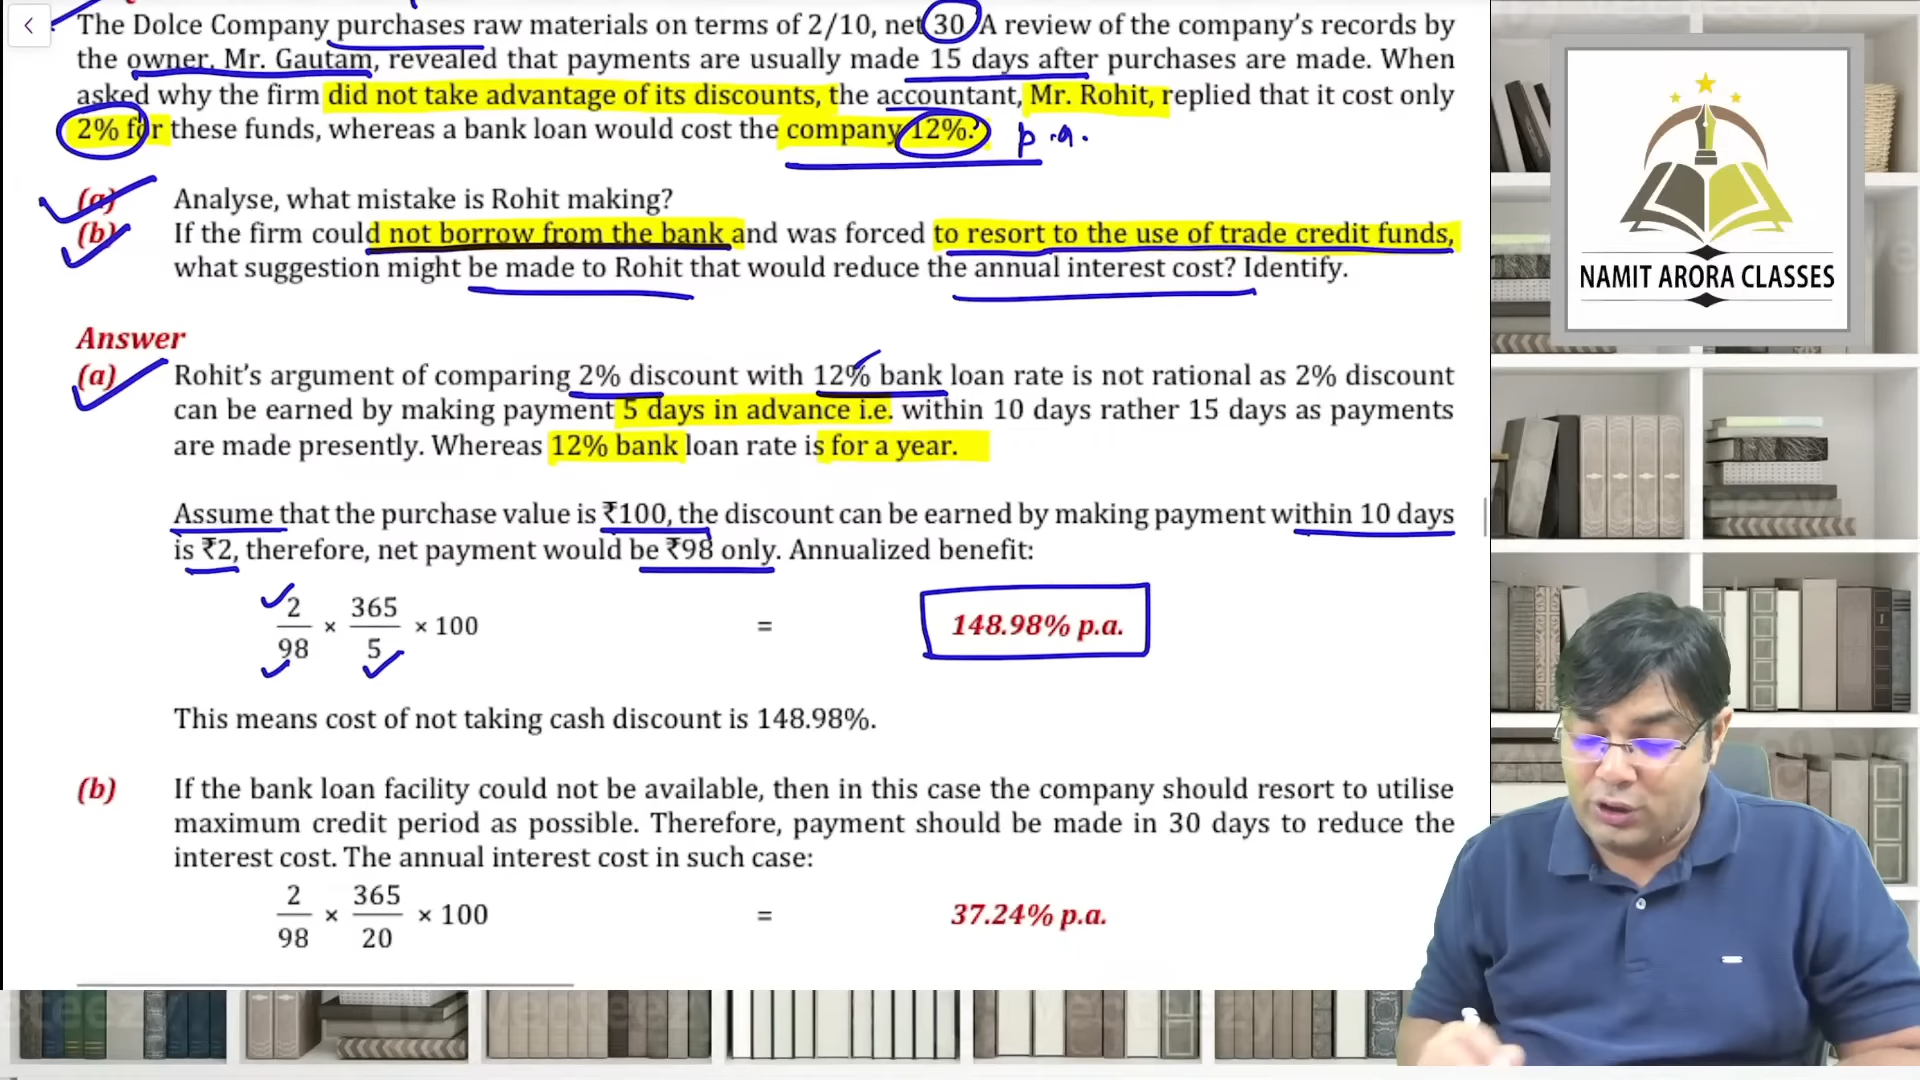 The Dolce Company purchases raw materials on terms of 2/10, net 30. A review of the company's records by
the owner, Mr. Gautam, revealed that payments are usually made 15 days after purchases are made. When
asked why the firm did not take advantage of its discounts, the accountant, Mr. Rohit, replied that it cost only
2% for these funds, whereas a bank loan would cost the company 12%. p.a.
(a) Analyse, what mistake is Rohit making?
(b) If the firm could not borrow from the bank and was forced to resort to the use of trade credit funds,
what suggestion might be made to Rohit that would reduce the annual interest cost? Identify.
Answer
(a) Rohit's argument of comparing 2% discount with 12% bank loan rate is not rational as 2% discount
can be earned by making payment 5 days in advance i.e. within 10 days rather 15 days as payments
are made presently. Whereas 12% bank loan rate is for a year.
Assume that the purchase value is ₹100, the discount can be earned by making payment within 10 days
is ₹2, therefore, net payment would be ₹98 only. Annualized benefit:
2/98 × 365/5 × 100 = 148.98% p.a.
This means cost of not taking cash discount is 148.98%.
(b) If the bank loan facility could not be available, then in this case the company should resort to utilise
maximum credit period as possible. Therefore, payment should be made in 30 days to reduce the
interest cost. The annual interest cost in such case:
2/98 × 365/20 × 100 = 37.24% p.a.
NAMIT ARORA CLASSES